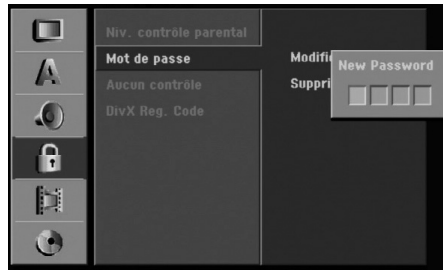 Niv. contrôle parental
Mot de passe
Aucun contrôle
DivX Reg. Code
Modifi
Suppri
New Password
A